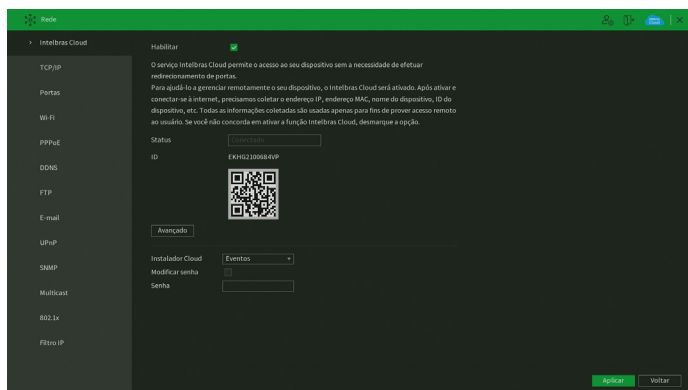 Rede
Intelbras Cloud
TCP/IP
Portas
Wi-Fi
PPPoE
DDNS
FTP
E-mail
UPnP
SNMP
Multicast
802.1x
Filtro IP
Habilitar
O serviço Intelbras Cloud permite o acesso ao seu dispositivo sem a necessidade de efetuar
redirecionamento de portas.
Para ajudá-lo a gerenciar remotamente o seu dispositivo, o Intelbras Cloud será ativado. Após ativar e
conectar-se à internet, precisamos coletar o endereço IP, endereço MAC, nome do dispositivo, ID do
dispositivo, etc. Todas as informações coletadas são usadas apenas para fins de prover acesso remoto
ao usuário. Se você não concorda em ativar a função Intelbras Cloud, desmarque a opção.
Status Conectado
ID EKHG2100684VP
Avançado
Instalador Cloud Eventos
Modificar senha
Senha
Aplicar Voltar